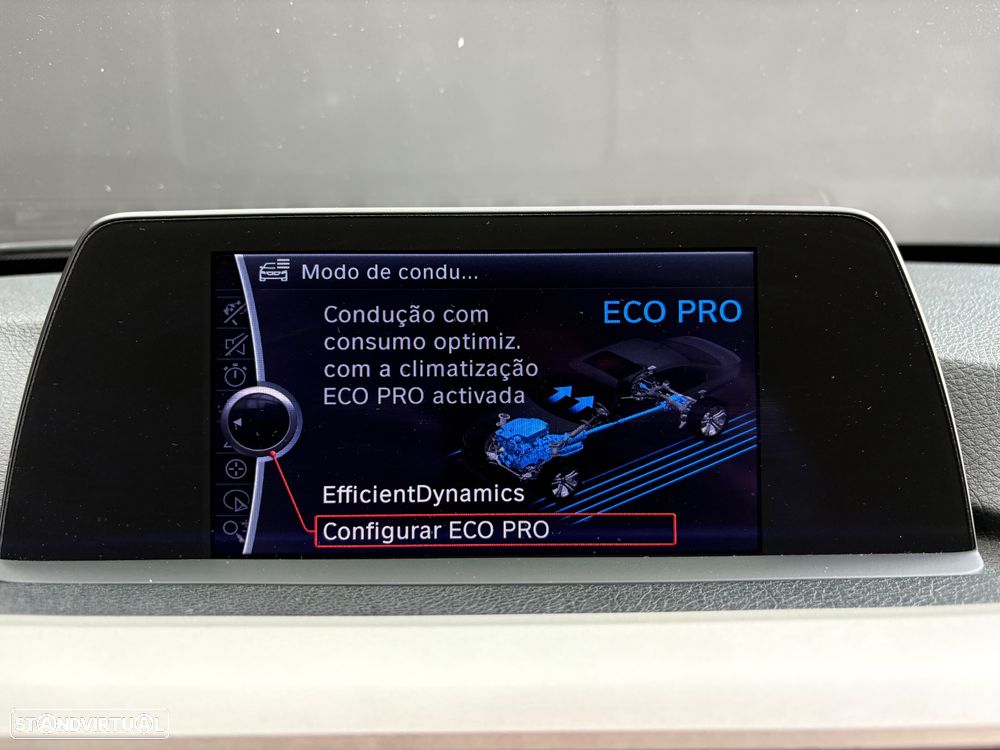 Modo de condu...
Condução com
consumo optimiz.
com a climatização
ECO PRO activada
ECO PRO
EfficientDynamics
Configurar ECO PRO
STANDVIRTUAL